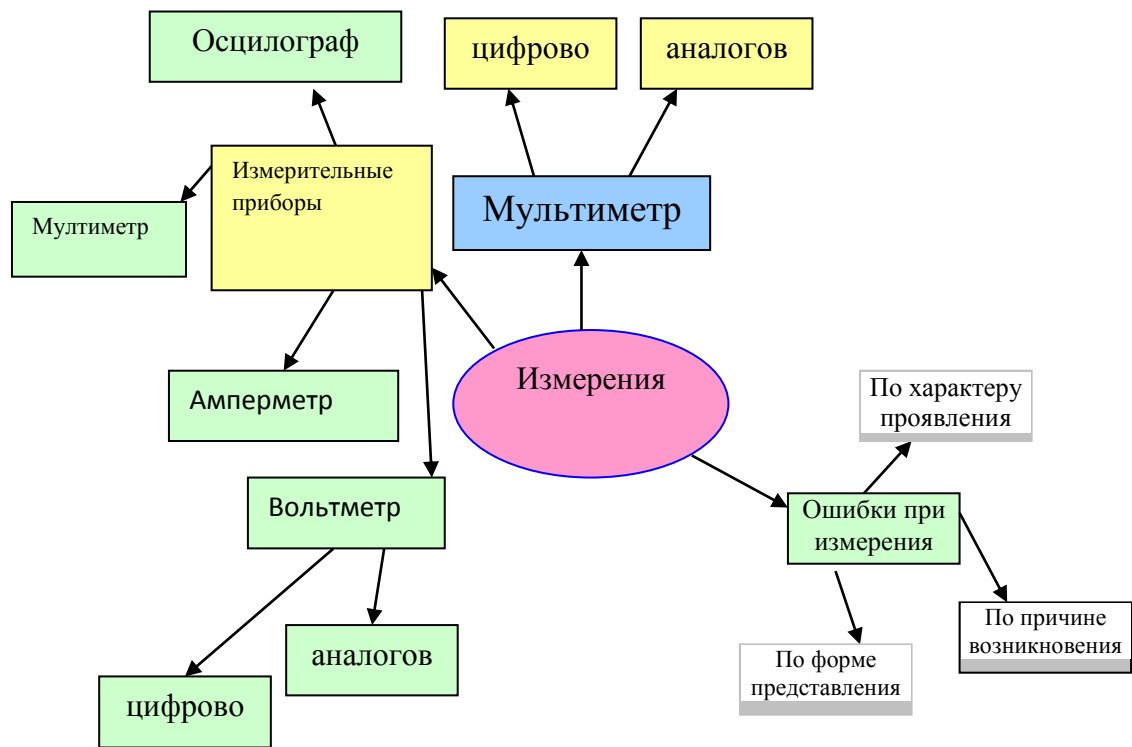 Осцилограф
цифрово
аналогов
Измерительные
приборы
Мултиметр
Мультиметр
Измерения
Амперметр
По характеру
проявления
Вольтметр
Ошибки при
измерения
По причине
возникновения
аналогов
По форме
представления
цифрово